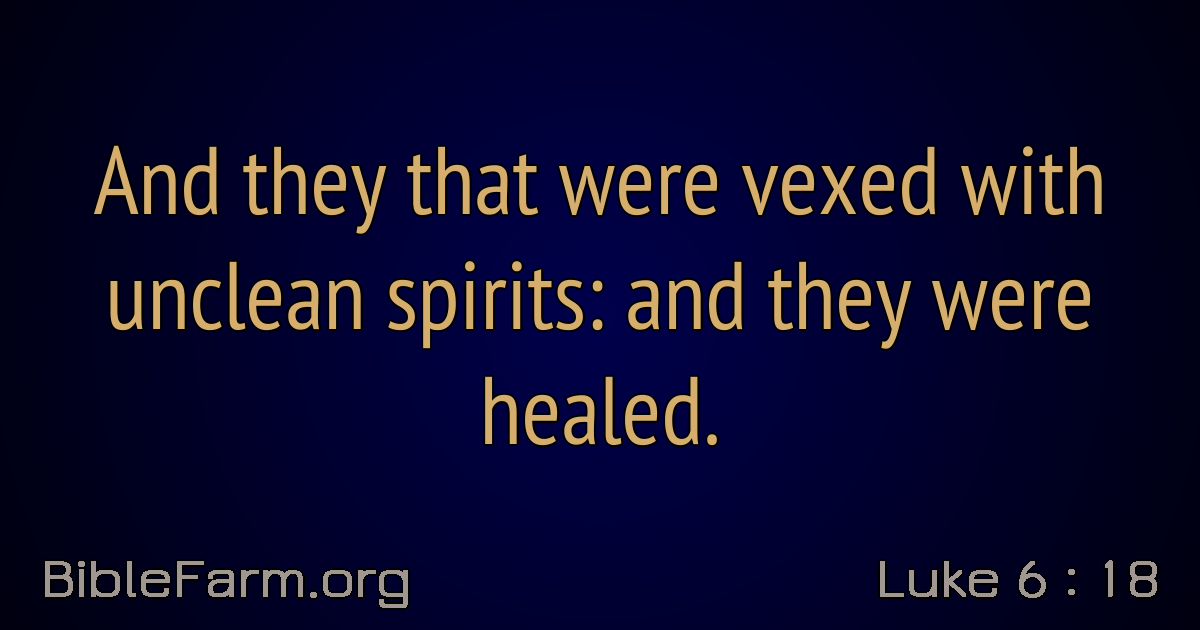 And they that were vexed with
unclean spirits: and they were
healed.
BibleFarm.org
Luke 6 : 18